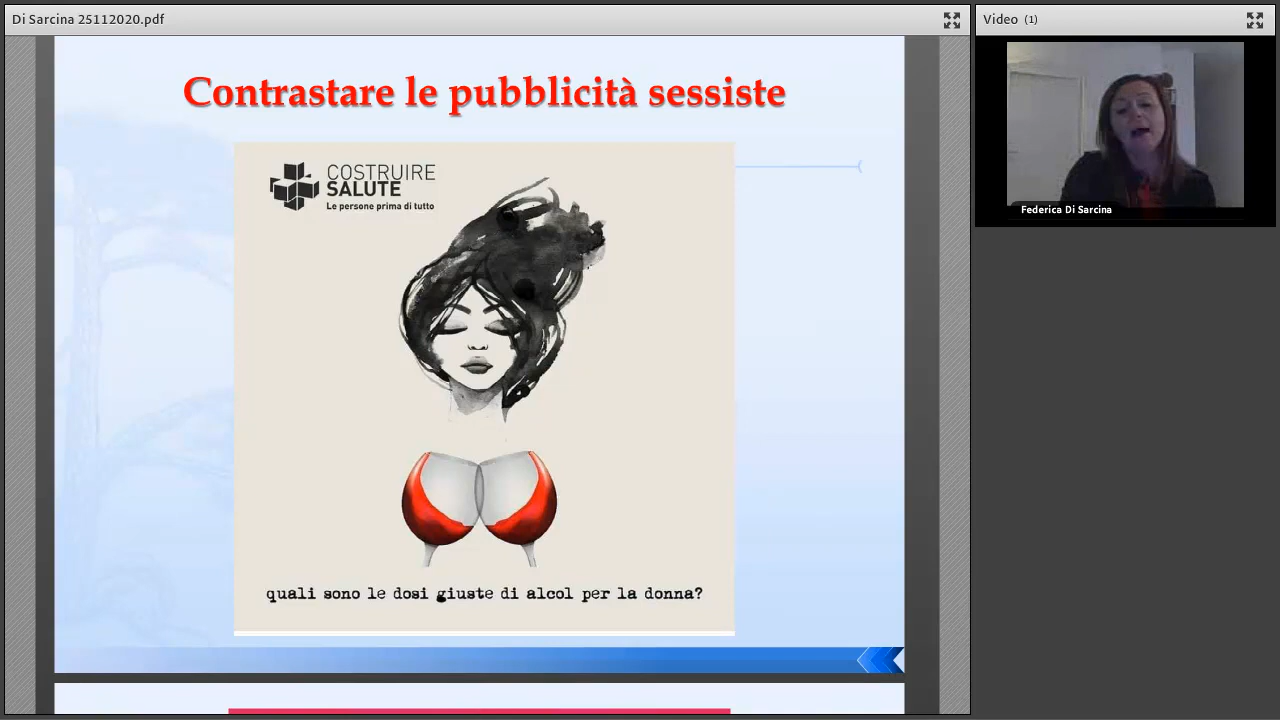 Di Sarcina 25112020.pdf
Video (1)
Contrastare le pubblicità sessiste
COSTRUIRE
SALUTE
Le persone prima di tutto
quali sono le dosi giuste di alcol per la donna?
Federica Di Sarcina